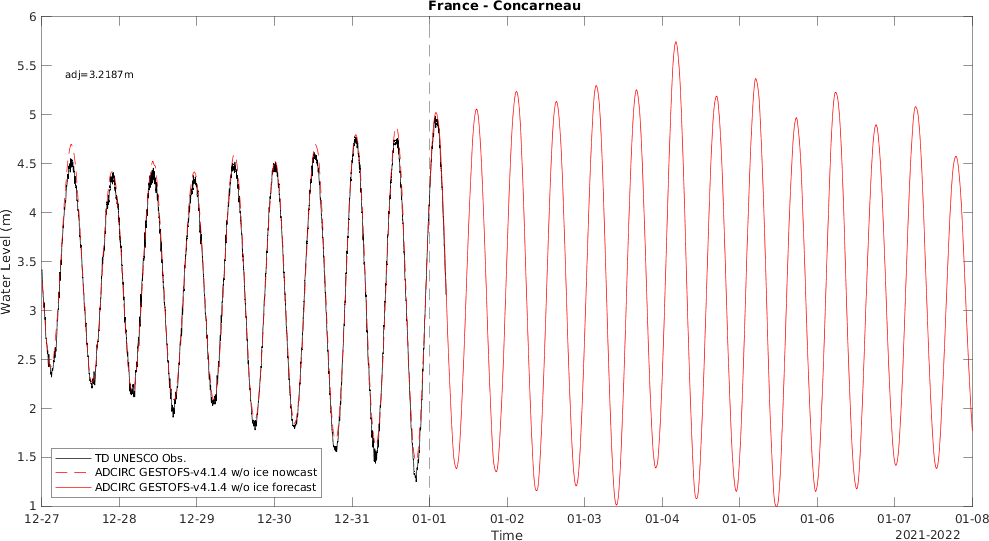 France - Concarneau
6
5.5
5
4.5
4
3.5
3
2.5
2
1.5
1
Water Level (m)
adj=3.2187m
TD UNESCO Obs.
ADCIRC GESTOFS-v4.1.4 w/o ice nowcast
ADCIRC GESTOFS-v4.1.4 w/o ice forecast
12-27 12-28 12-29 12-30 12-31 01-01 01-02 01-03 01-04 01-05 01-06 01-07 01-08
Time
2021-2022